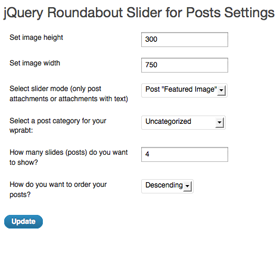 jQuery Roundabout Slider for Posts Settings
Set image height
300
Set image width
750
Select slider mode (only post
attachments or attachments with text)
Post "Featured Image"
Select a post category for your
wprabt:
Uncategorized
How many slides (posts) do you want
to show?
4
How do you want to order your
posts?
Descending
Update